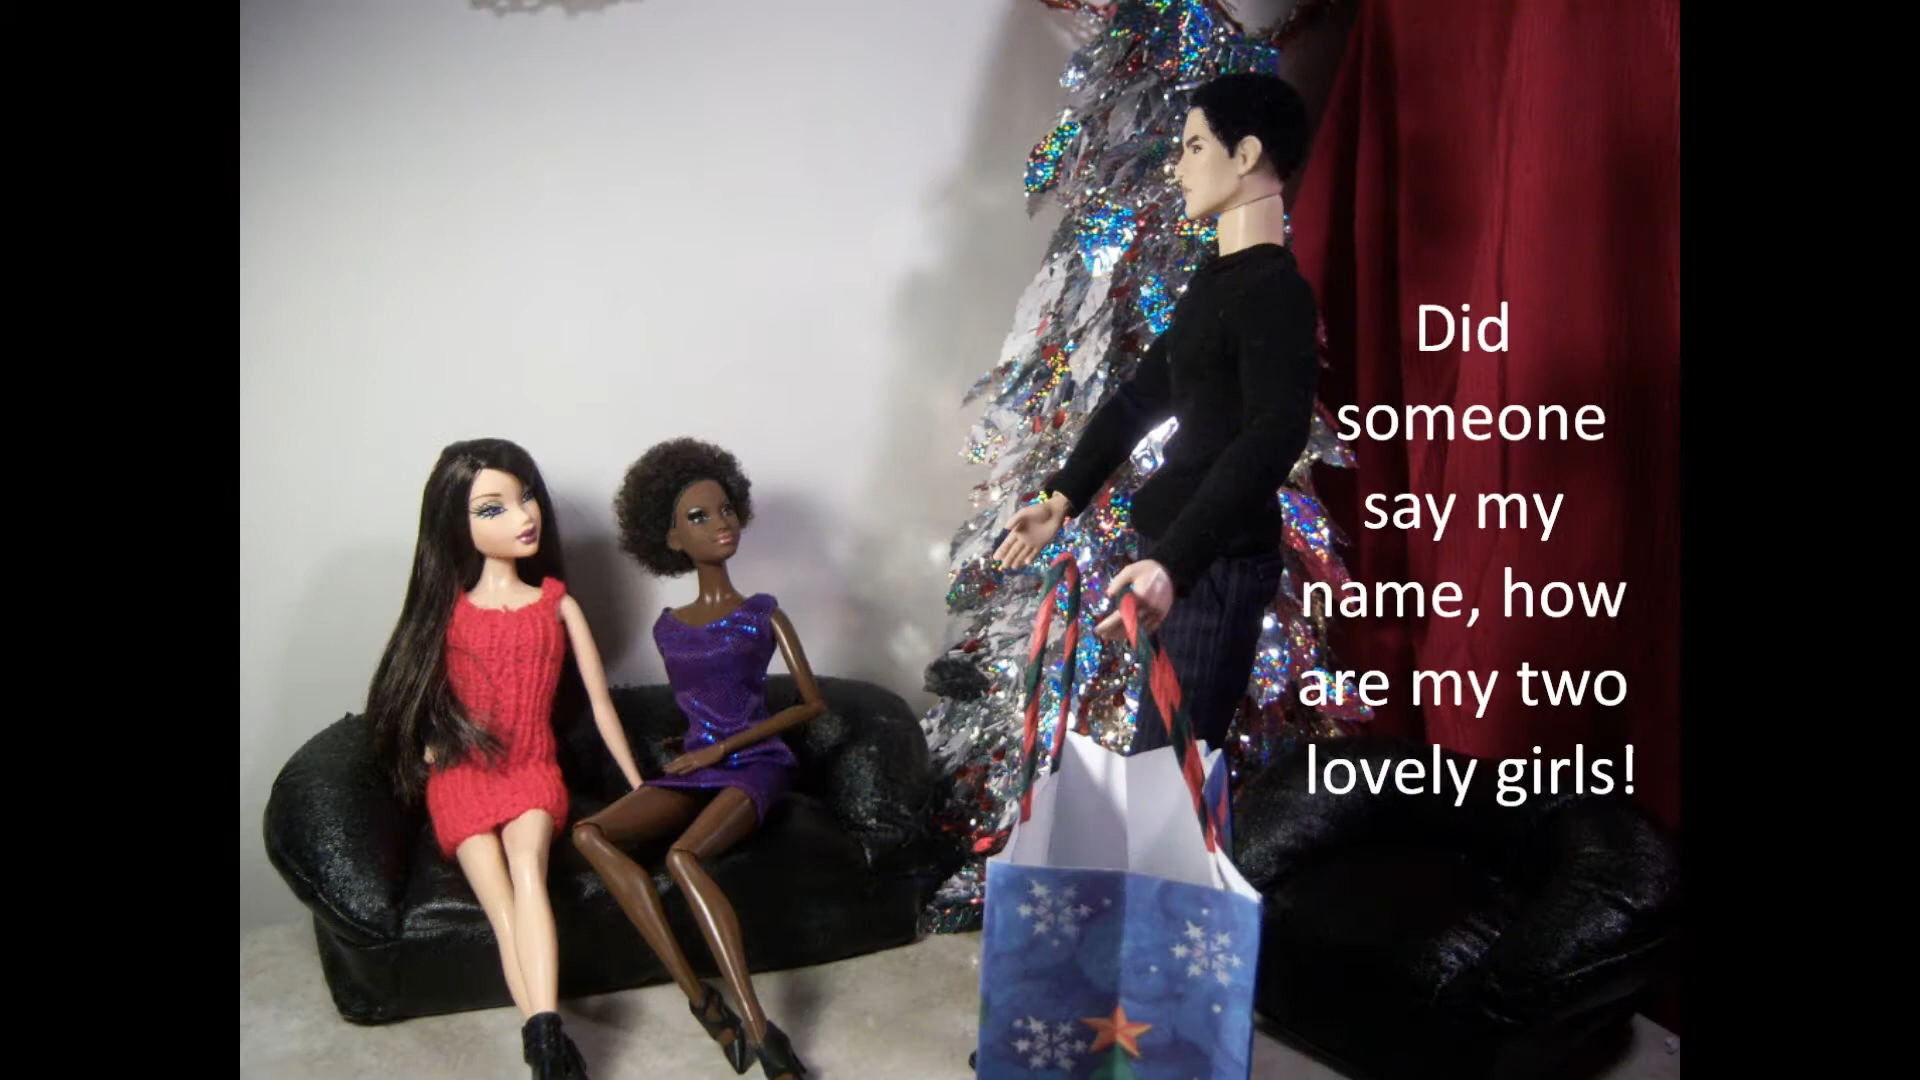 Did
someone
say my
name, how
are my two
lovely girls!